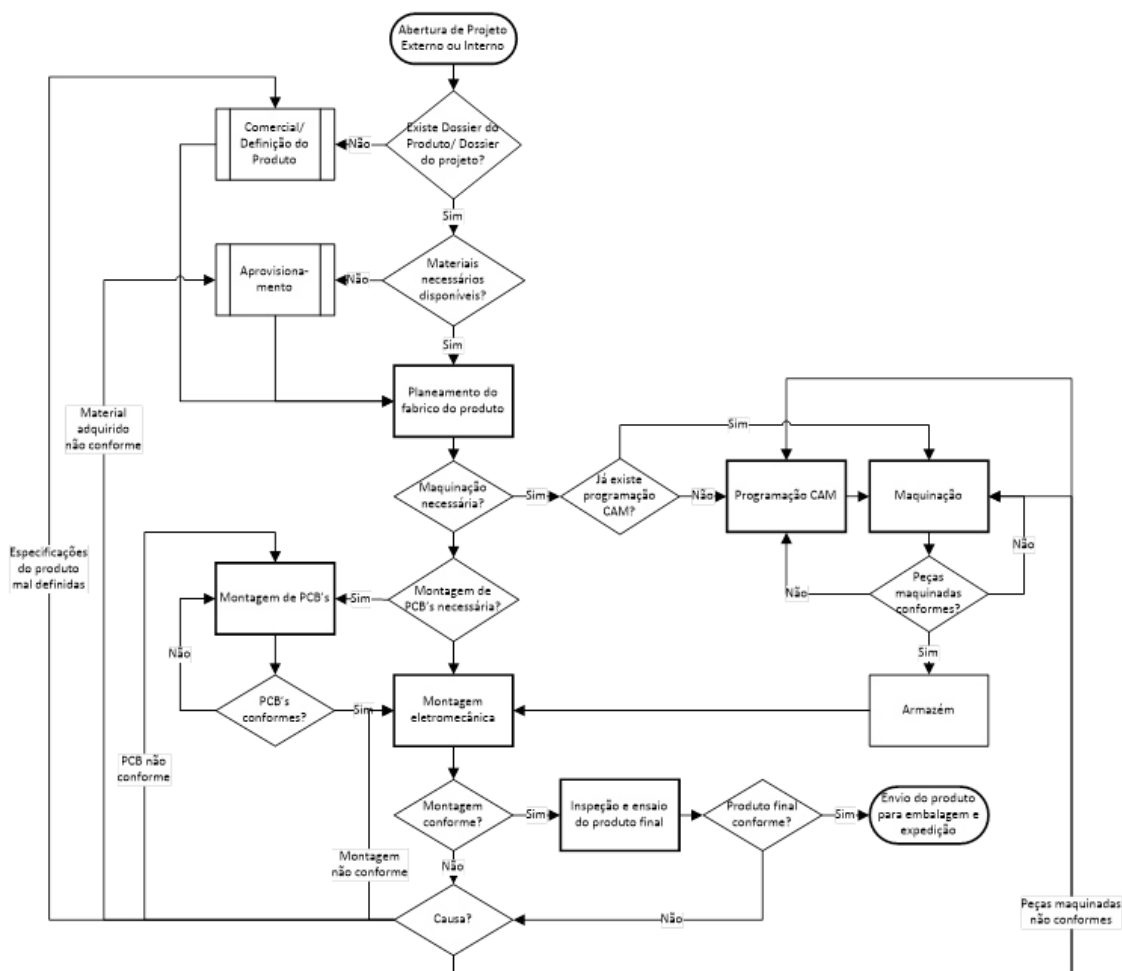 Abertura de Projeto
Externo ou Interno
Comercial/
Definição do
Produto
Não
Existe Dossier do
Produto/ Dossier
do projeto?
Sim
Aprovisiona-
mento
Não
Materiais
necessários
disponíveis?
Sim
Planeamento do
fabrico do produto
Material
adquirido
não conforme
Sim
Maquinação
necessária?
Sim
Já existe
programação
CAM?
Não
Programação CAM
Maquinação
Não
Especificações
do produto
mal definidas
Montagem de PCB's
Sim
Montagem de
PCB's necessária?
Não
Peças
maquinadas
conformes?
Sim
Não
PCB's
conformes?
Sim
Montagem
eletromecânica
Armazém
PCB não
conforme
Montagem
conforme?
Sim
Inspeção e ensaio
do produto final
Produto final
conforme?
Sim
Envio do produto
para embalagem e
expedição
Montagem
não conforme
Não
Causa?
Não
Peças maquinadas
não conformes